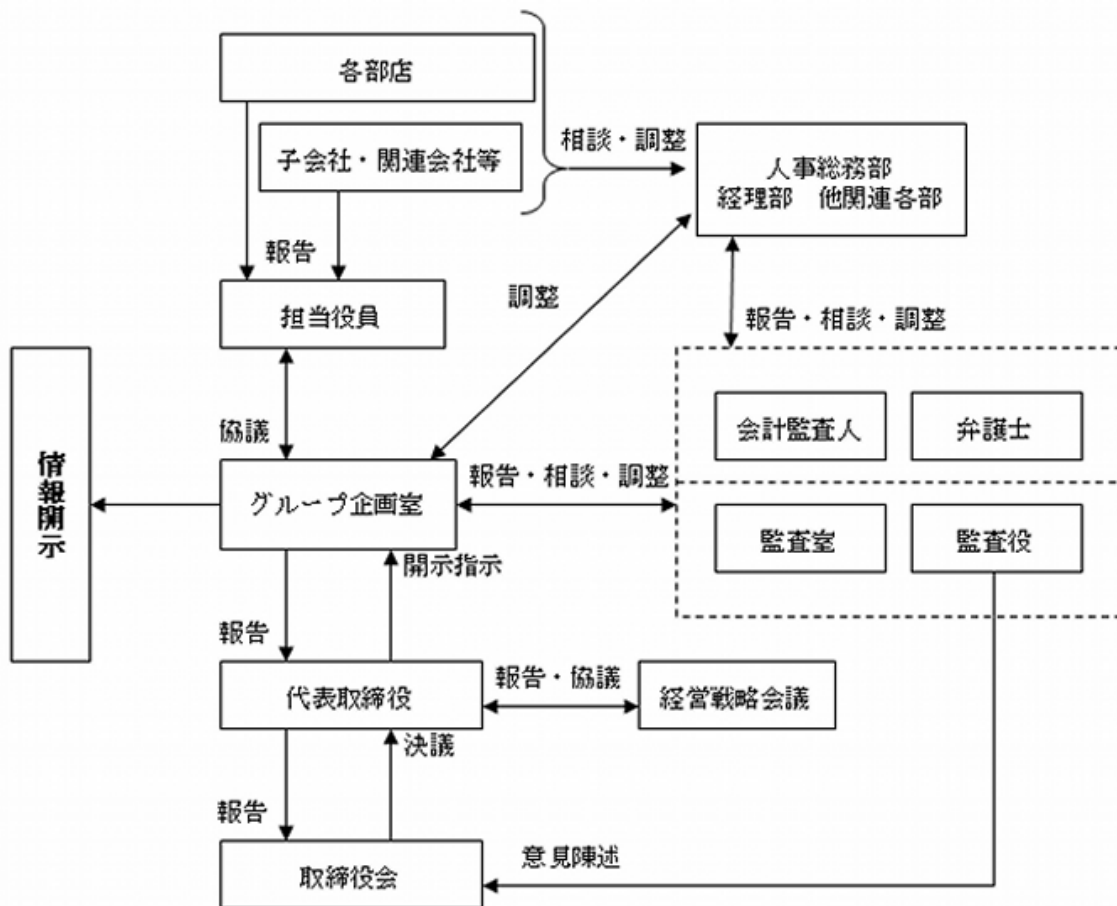 各部店
子会社・関連会社等
相談・調整
人事総務部
経理部　他関連各部
報告
調整
担当役員
報告・相談・調整
協議
会計監査人
弁護士
情報開示
グループ企画室
報告・相談・調整
監査室
監査役
開示指示
報告
代表取締役
報告・協議
経営戦略会議
決議
報告
取締役会
意見陳述